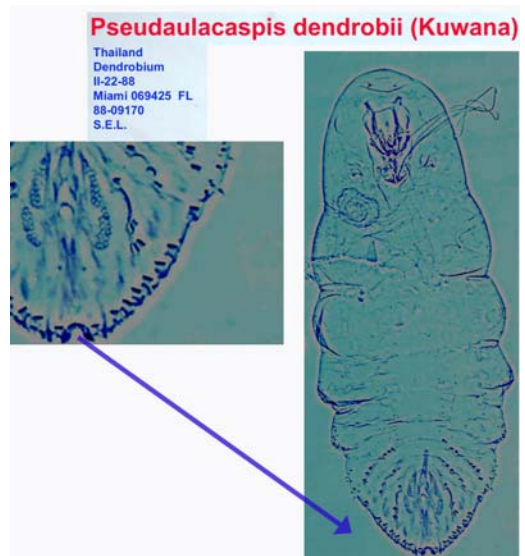 Pseudaulacaspis dendrobii (Kuwana)
Thailand
Dendrobium
II-22-88
Miami 069425 FL
88-09170
S.E.L.